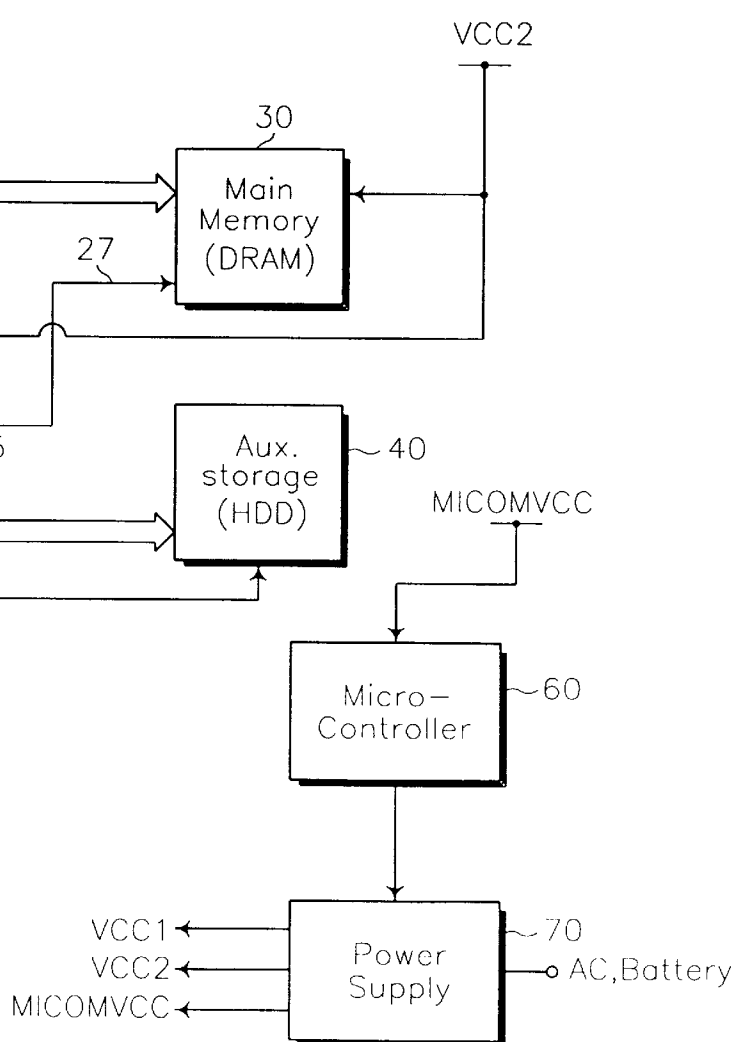 VCC2
30
Main
Memory
(DRAM)
27
Aux.
storage
(HDD)
40
MICOMVCC
Micro-
Controller
60
VCC1
VCC2
MICOMVCC
Power
Supply
70
AC,Battery